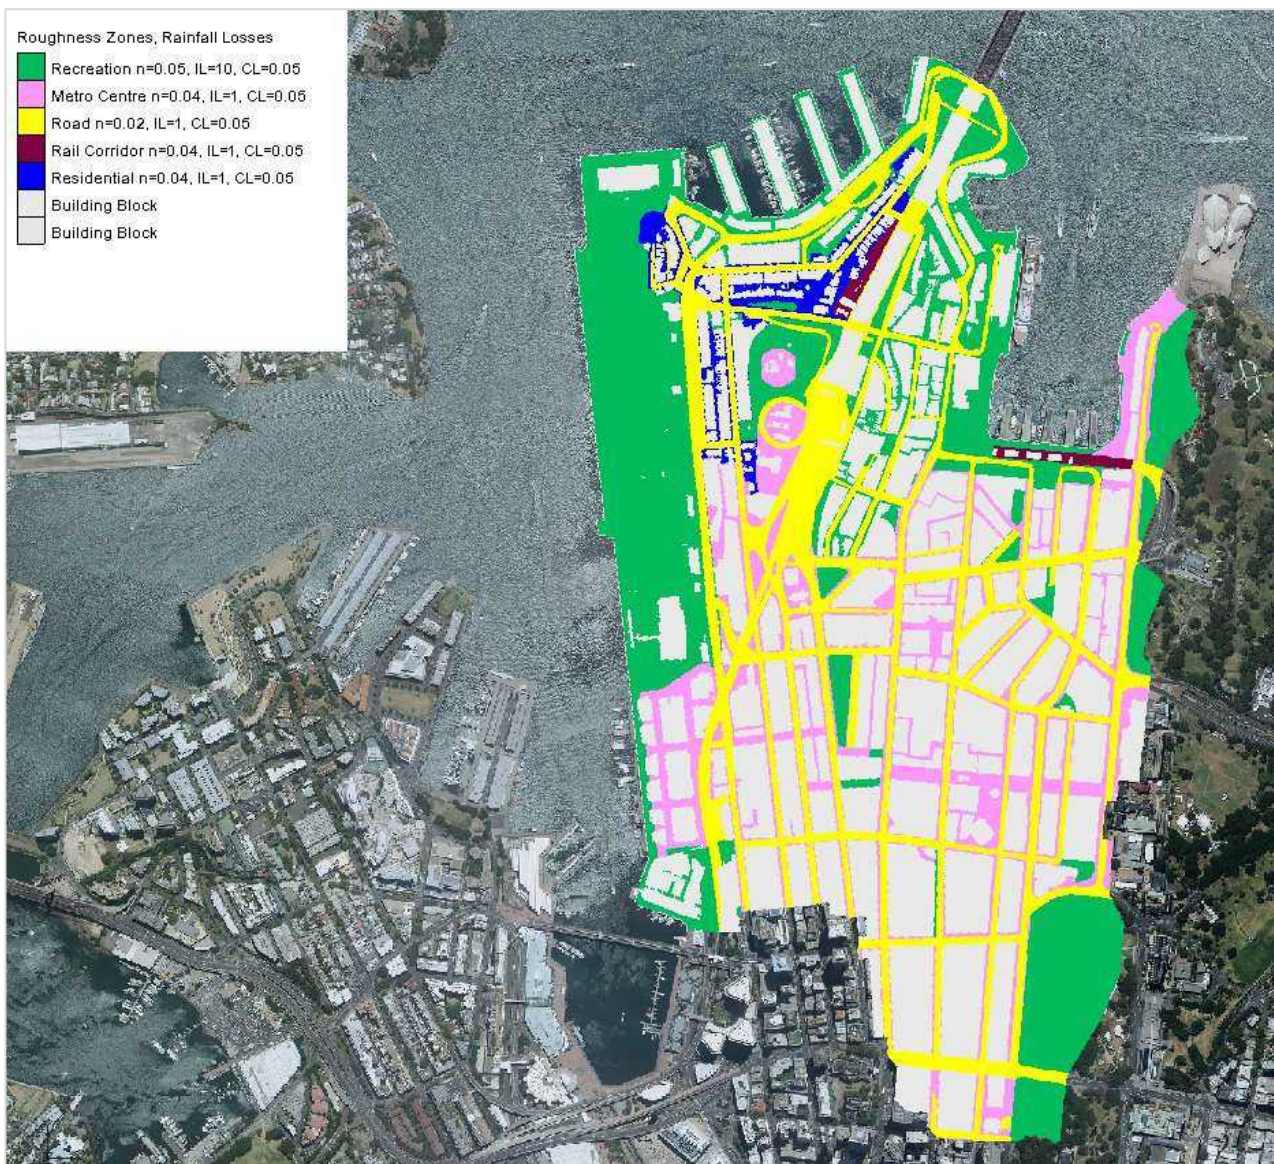 Roughness Zones, Rainfall Losses
Recreation n=0.05, IL=10, CL=0.05
Metro Centre n=0.04, IL=1, CL=0.05
Road n=0.02, IL=1, CL=0.05
Rail Corridor n=0.04, IL=1, CL=0.05
Residential n=0.04, IL=1, CL=0.05
Building Block
Building Block